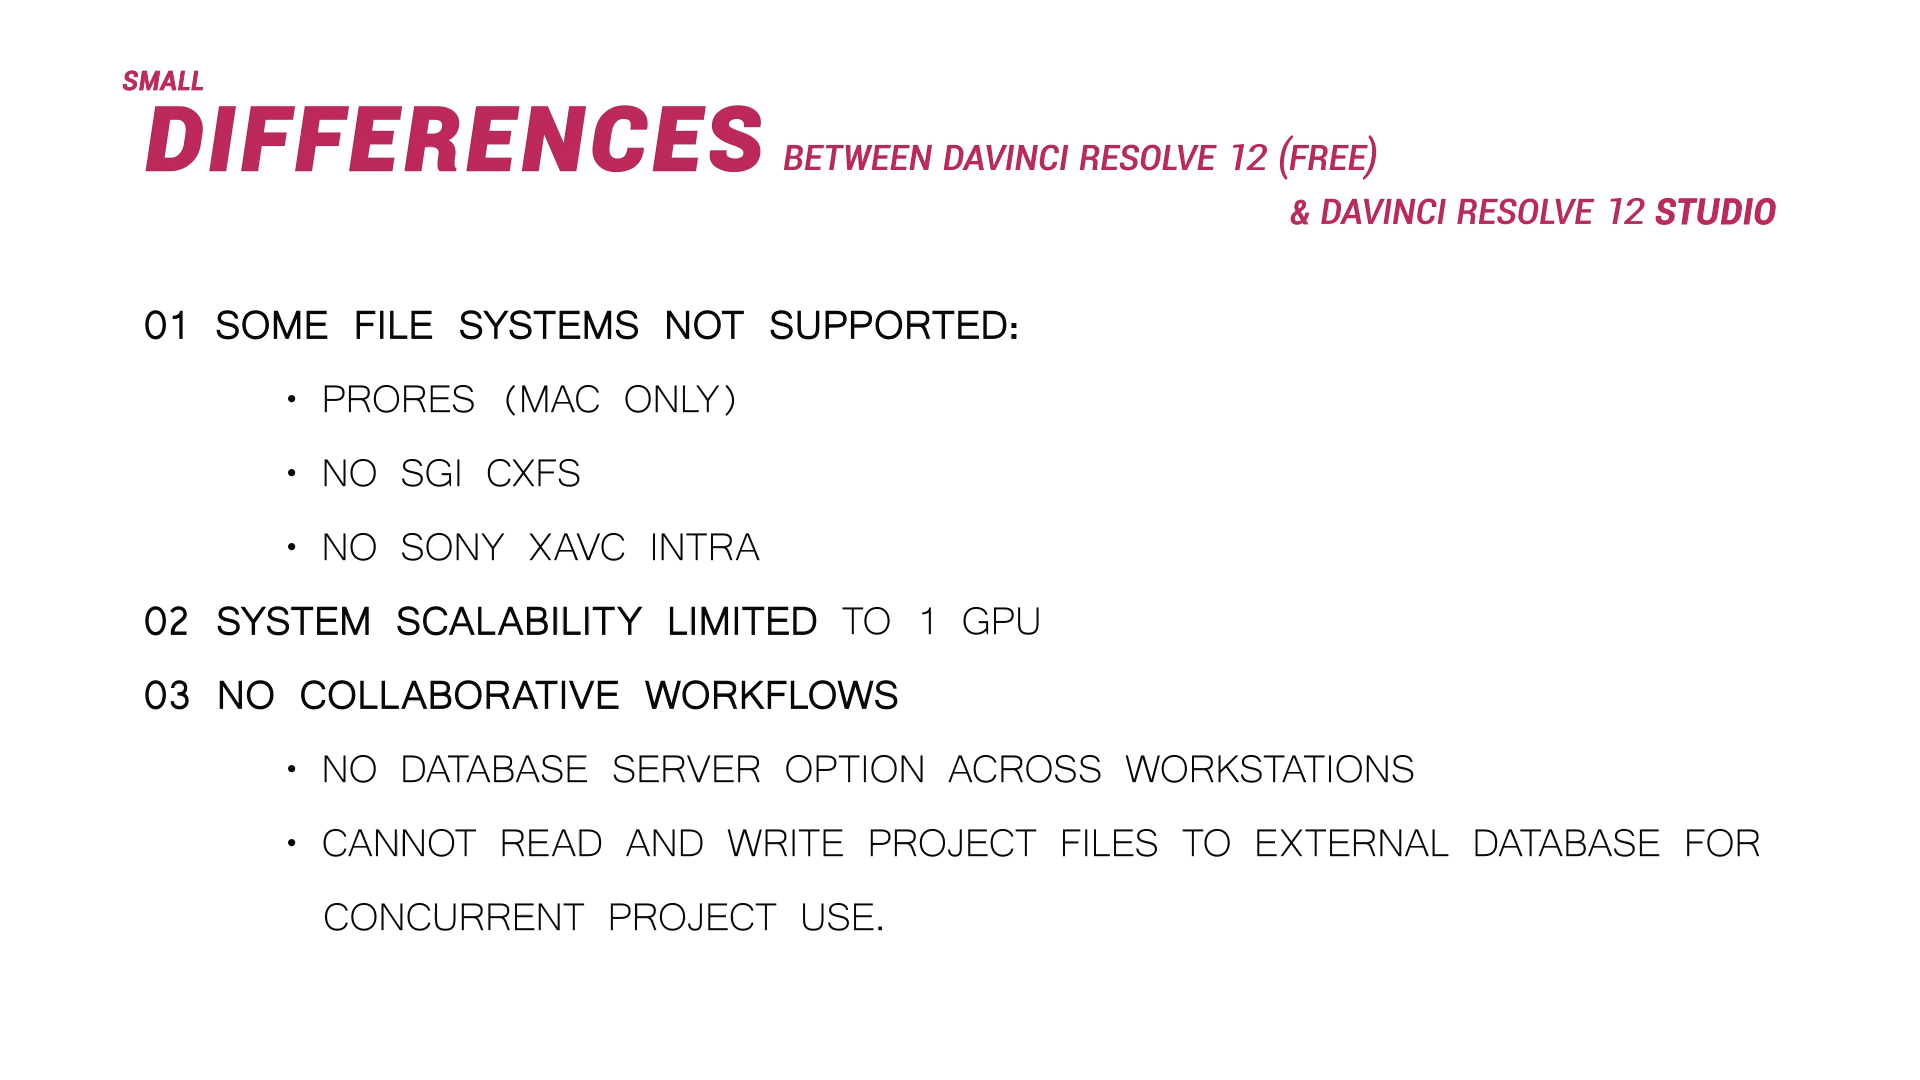 SMALL
DIFFERENCES BETWEEN DAVINCI RESOLVE 12 (FREE)
& DAVINCI RESOLVE 12 STUDIO
01 SOME FILE SYSTEMS NOT SUPPORTED:
• PRORES (MAC ONLY)
• NO SGI CXFS
• NO SONY XAVC INTRA
02 SYSTEM SCALABILITY LIMITED TO 1 GPU
03 NO COLLABORATIVE WORKFLOWS
• NO DATABASE SERVER OPTION ACROSS WORKSTATIONS
• CANNOT READ AND WRITE PROJECT FILES TO EXTERNAL DATABASE FOR
CONCURRENT PROJECT USE.